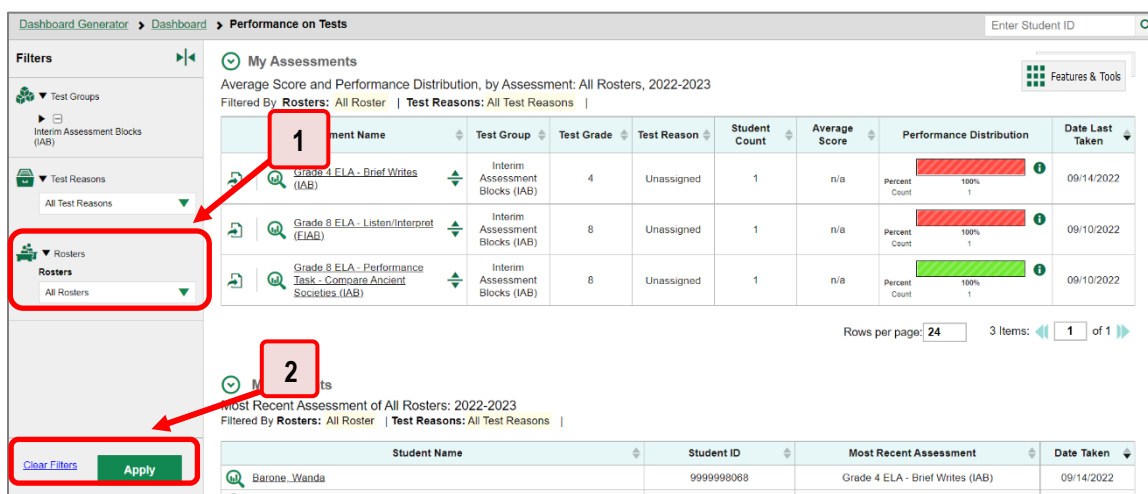 Dashboard Generator > Dashboard > Performance on Tests
Enter Student ID
Filters
Test Groups
Interim Assessment Blocks
(IAB)
Test Reasons
All Test Reasons
Rosters
Rosters
All Rosters
Clear Filters
Apply
1
2
My Assessments
Features & Tools
Average Score and Performance Distribution, by Assessment: All Rosters, 2022-2023
Filtered By Rosters: All Roster | Test Reasons: All Test Reasons |
ment Name Test Group Test Grade Test Reason Student Count Average Score Performance Distribution Date Last Taken
Grade 4 ELA - Brief Writes (IAB) Interim Assessment Blocks (IAB) 4 Unassigned 1 n/a Percent 100% Count 1 09/14/2022
Grade 8 ELA - Listen/Interpret (FIAB) Interim Assessment Blocks (IAB) 8 Unassigned 1 n/a Percent 100% Count 1 09/10/2022
Grade 8 ELA - Performance Task - Compare Ancient Societies (IAB) Interim Assessment Blocks (IAB) 8 Unassigned 1 n/a Percent 100% Count 1 09/10/2022
Rows per page: 24 3 Items: 1 of 1
Most Recent Assessment of All Rosters: 2022-2023
Filtered By Rosters: All Roster | Test Reasons: All Test Reasons |
Student Name Student ID Most Recent Assessment Date Taken
Barone, Wanda 9999998068 Grade 4 ELA - Brief Writes (IAB) 09/14/2022